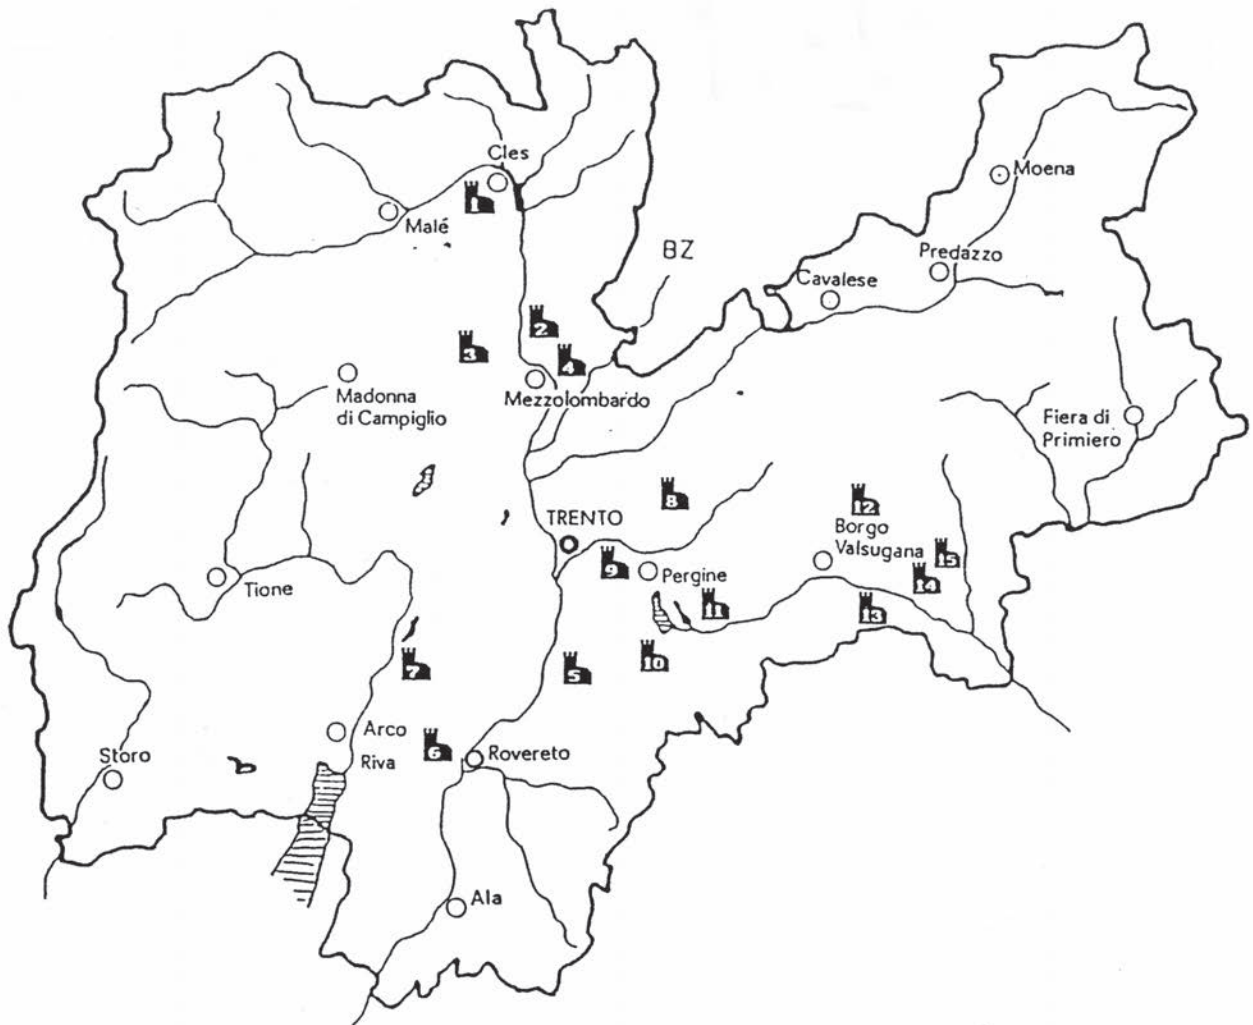 Cles
Moena
1
Malé
BZ
Predazzo
Cavalese
2
3
4
Madonna
di Campiglio
Mezzolombardo
Fiera di
Primiero
8
12
TRENTO
Borgo
Valsugana
15
9
Pergine
14
Tione
11
13
10
7
5
Arco
6
Rovereto
Storo
Riva
Ala